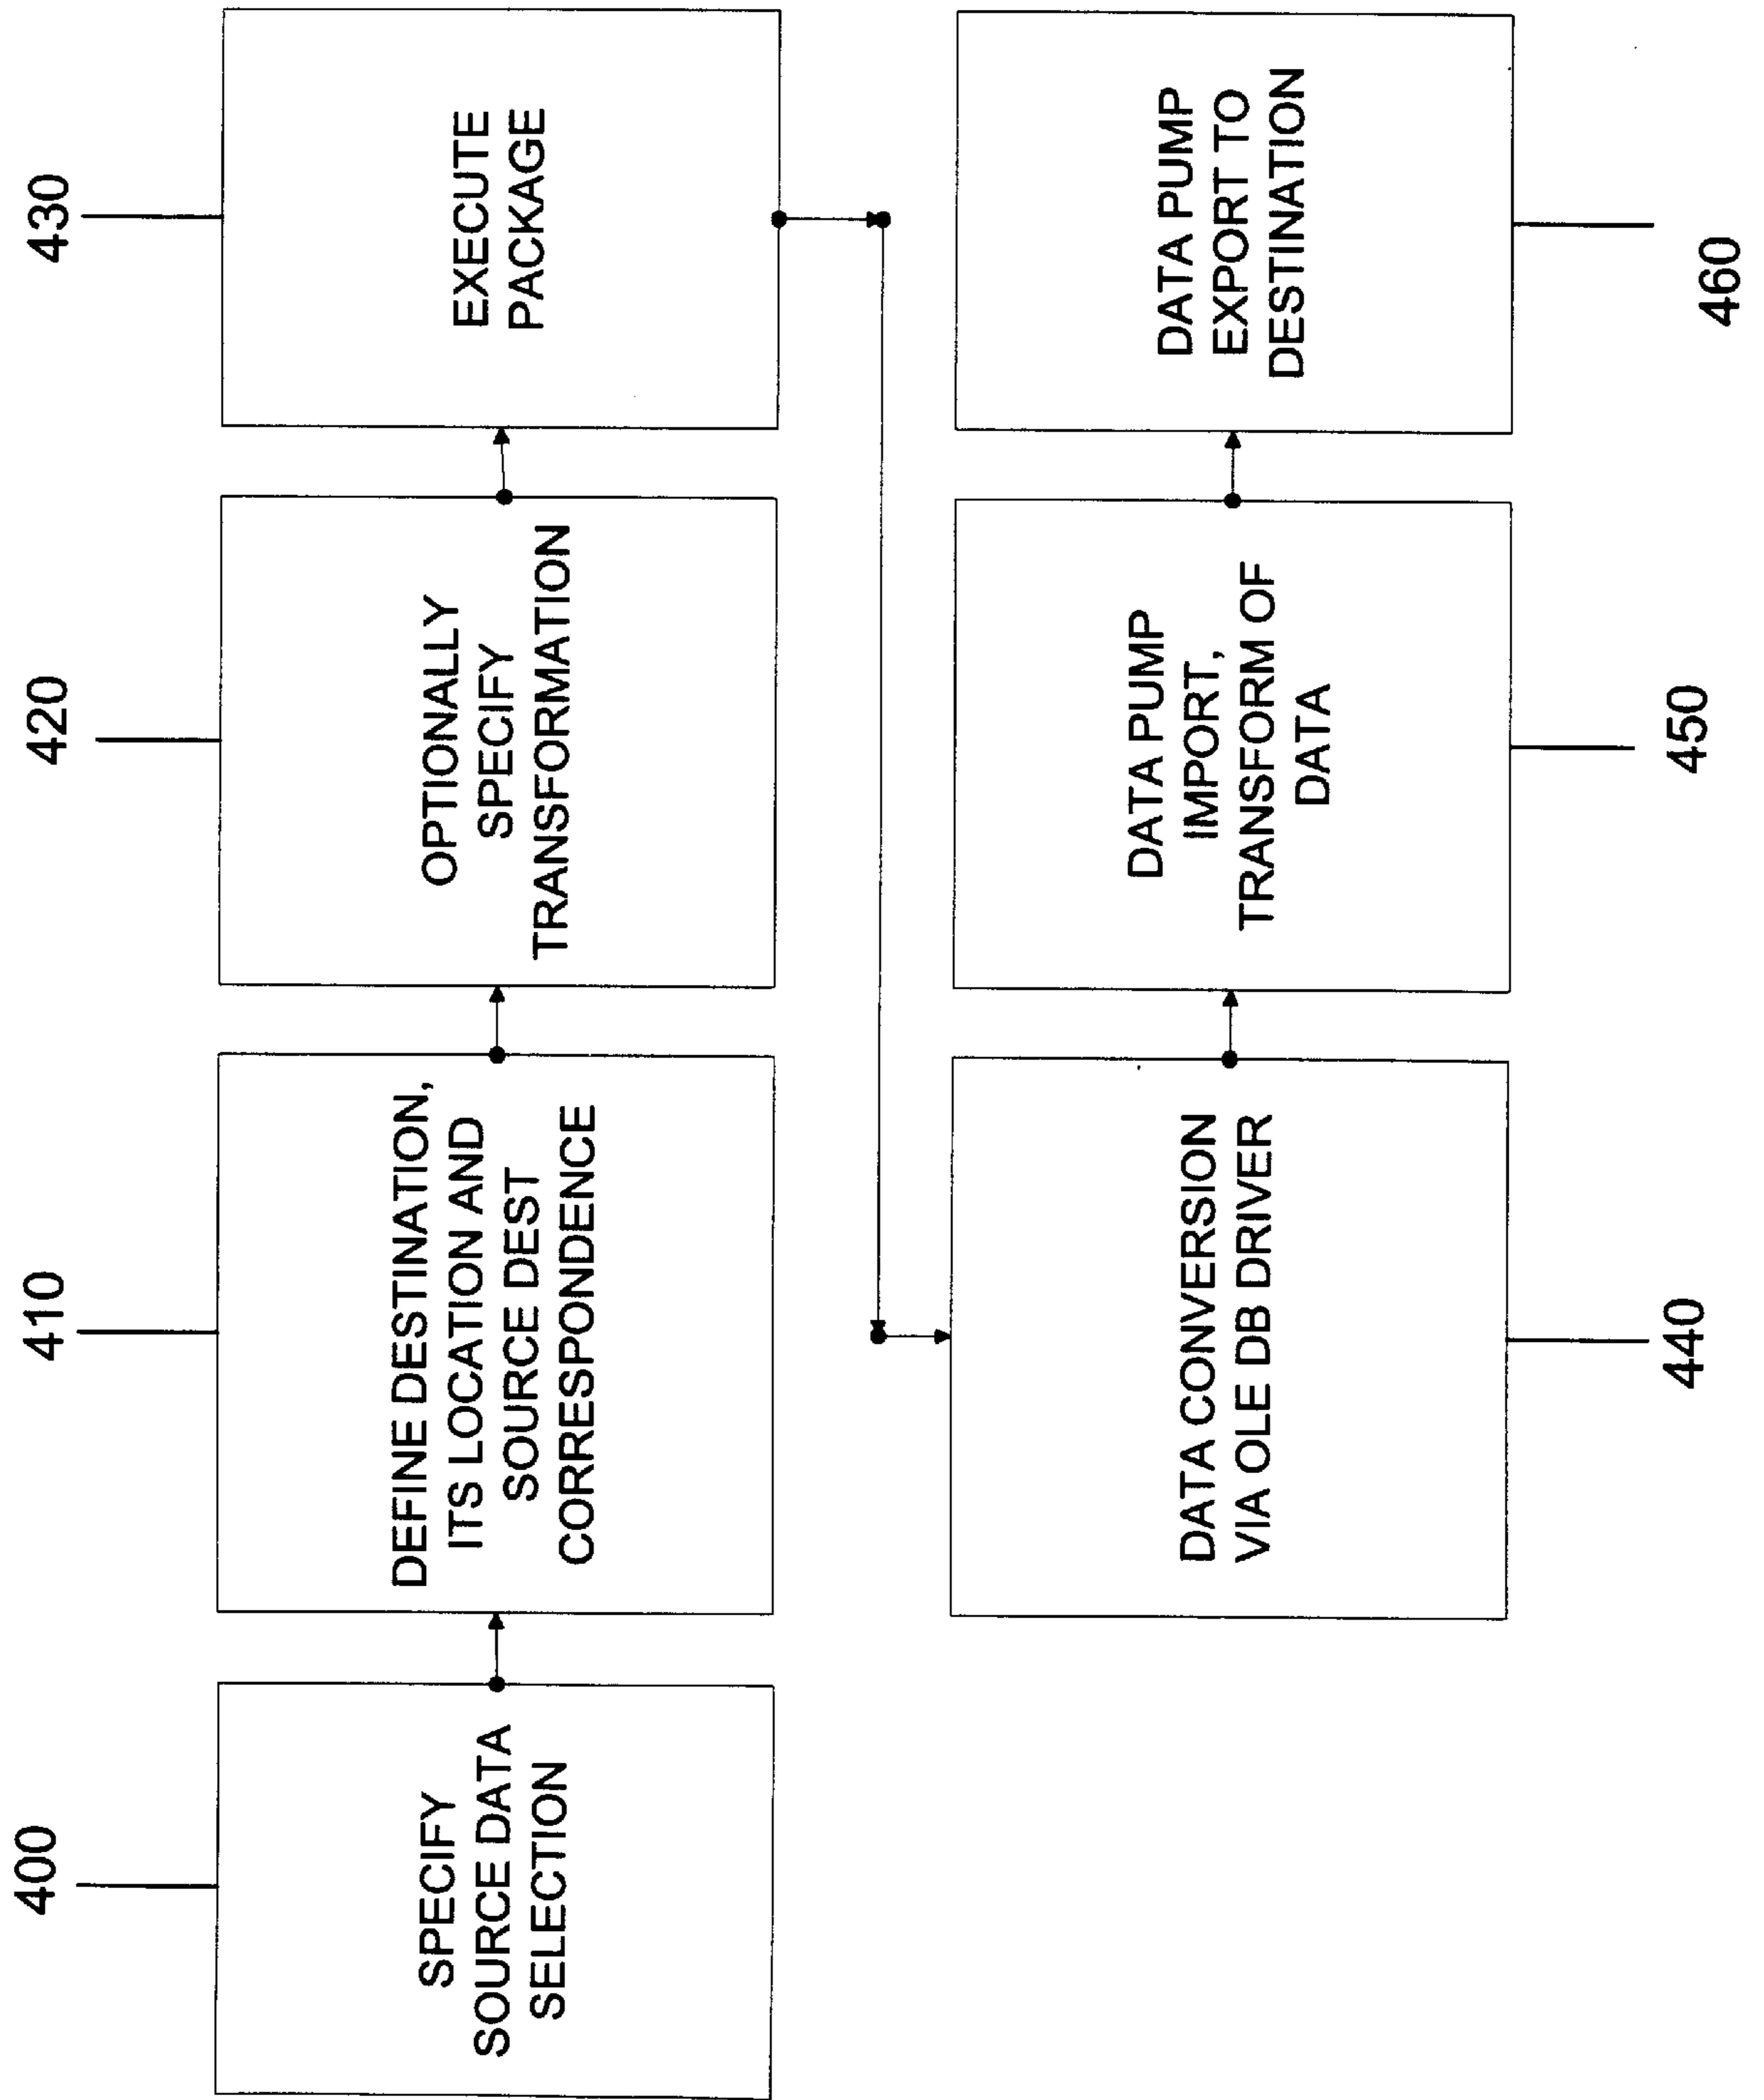 400
SPECIFY
SOURCE DATA
SELECTION
410
DEFINE DESTINATION,
ITS LOCATION AND
SOURCE DEST
CORRESPONDENCE
420
OPTIONALLY
SPECIFY
TRANSFORMATION
430
EXECUTE
PACKAGE
DATA CONVERSION
VIA OLE DB DRIVER
440
DATA PUMP
IMPORT,
TRANSFORM OF
DATA
450
DATA PUMP
EXPORT TO
DESTINATION
460